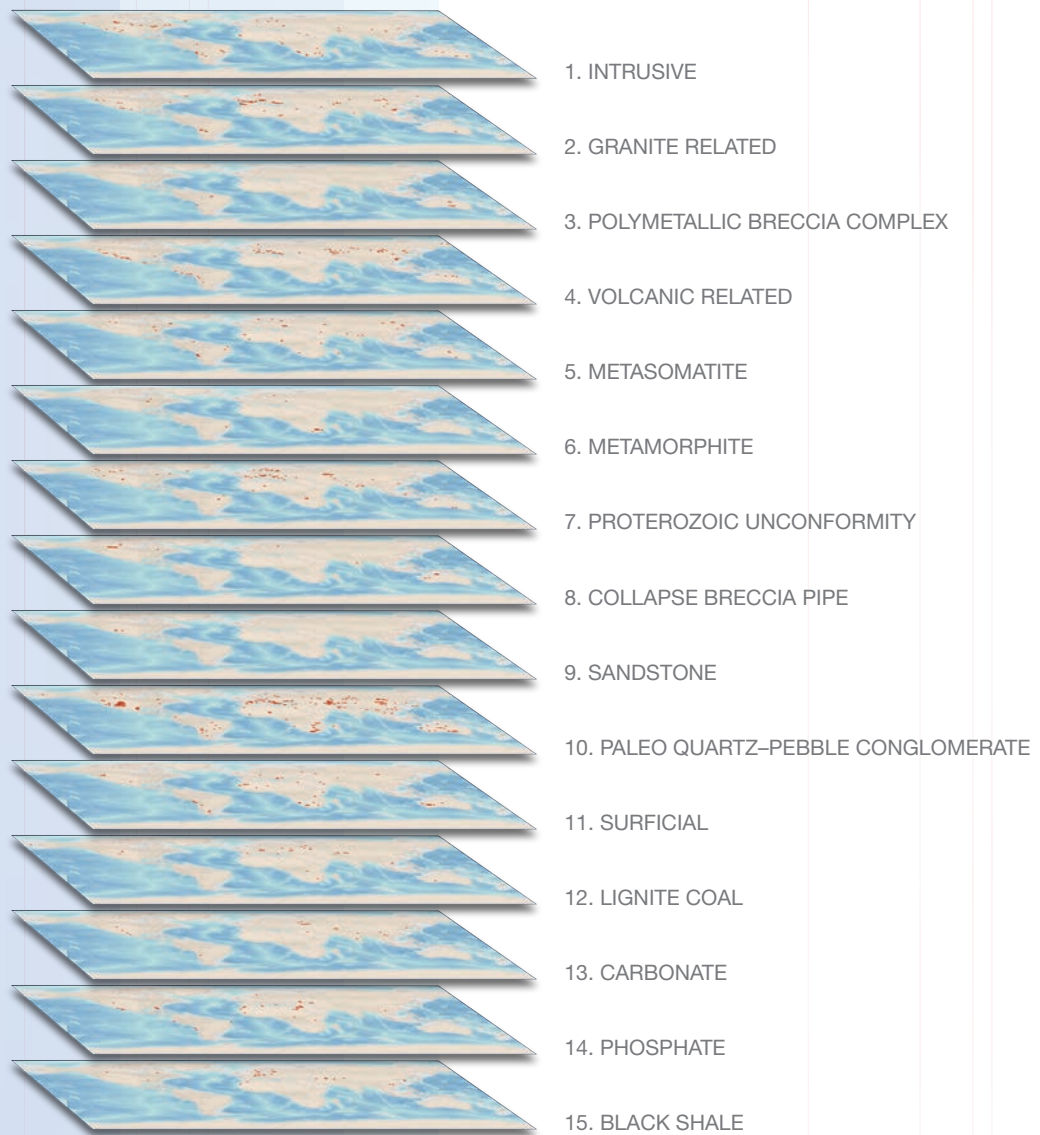 1. INTRUSIVE
2. GRANITE RELATED
3. POLYMETALLIC BRECCIA COMPLEX
4. VOLCANIC RELATED
5. METASOMATITE
6. METAMORPHITE
7. PROTEROZOIC UNCONFORMITY
8. COLLAPSE BRECCIA PIPE
9. SANDSTONE
10. PALEO QUARTZ–PEBBLE CONGLOMERATE
11. SURFICIAL
12. LIGNITE COAL
13. CARBONATE
14. PHOSPHATE
15. BLACK SHALE